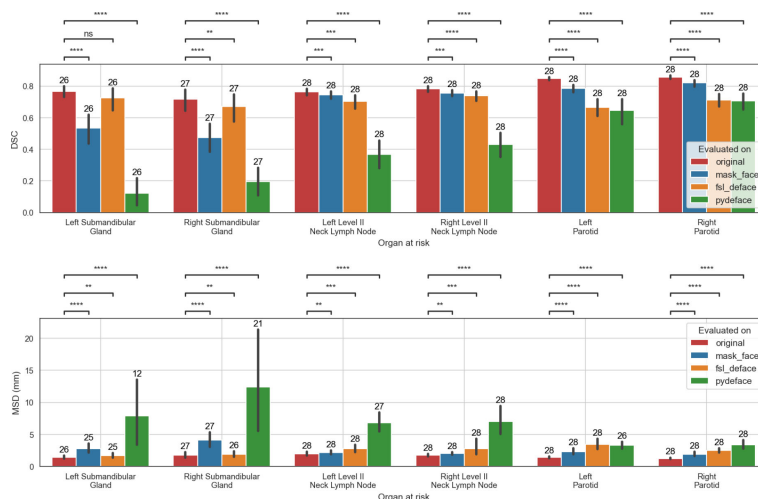 **** **** **** **** **** ****
ns ** *** **** **** ****
**** **** *** *** **** ****
26 26 26 26
27 27 27 28
28 28 28 28
28 28 28 28
28 28 28 28
28 28 28 28
DSC
0.8
0.6
0.4
0.2
0.0
Evaluated on
original
mask_face
fsl_deface
pydeface
Left Submandibular Gland
Right Submandibular Gland
Left Level II Neck Lymph Node
Right Level II Neck Lymph Node
Left Parotid
Right Parotid
Organ at risk
**** **** **** **** **** ****
** ** *** *** **** ****
**** **** ** ** **** ****
26 25 25 12
27 27 26 21
28 28 28 27
28 28 28 28
28 28 28 26
28 28 28 28
MSD (mm)
20
15
10
5
0
Evaluated on
original
mask_face
fsl_deface
pydeface
Left Submandibular Gland
Right Submandibular Gland
Left Level II Neck Lymph Node
Right Level II Neck Lymph Node
Left Parotid
Right Parotid
Organ at risk